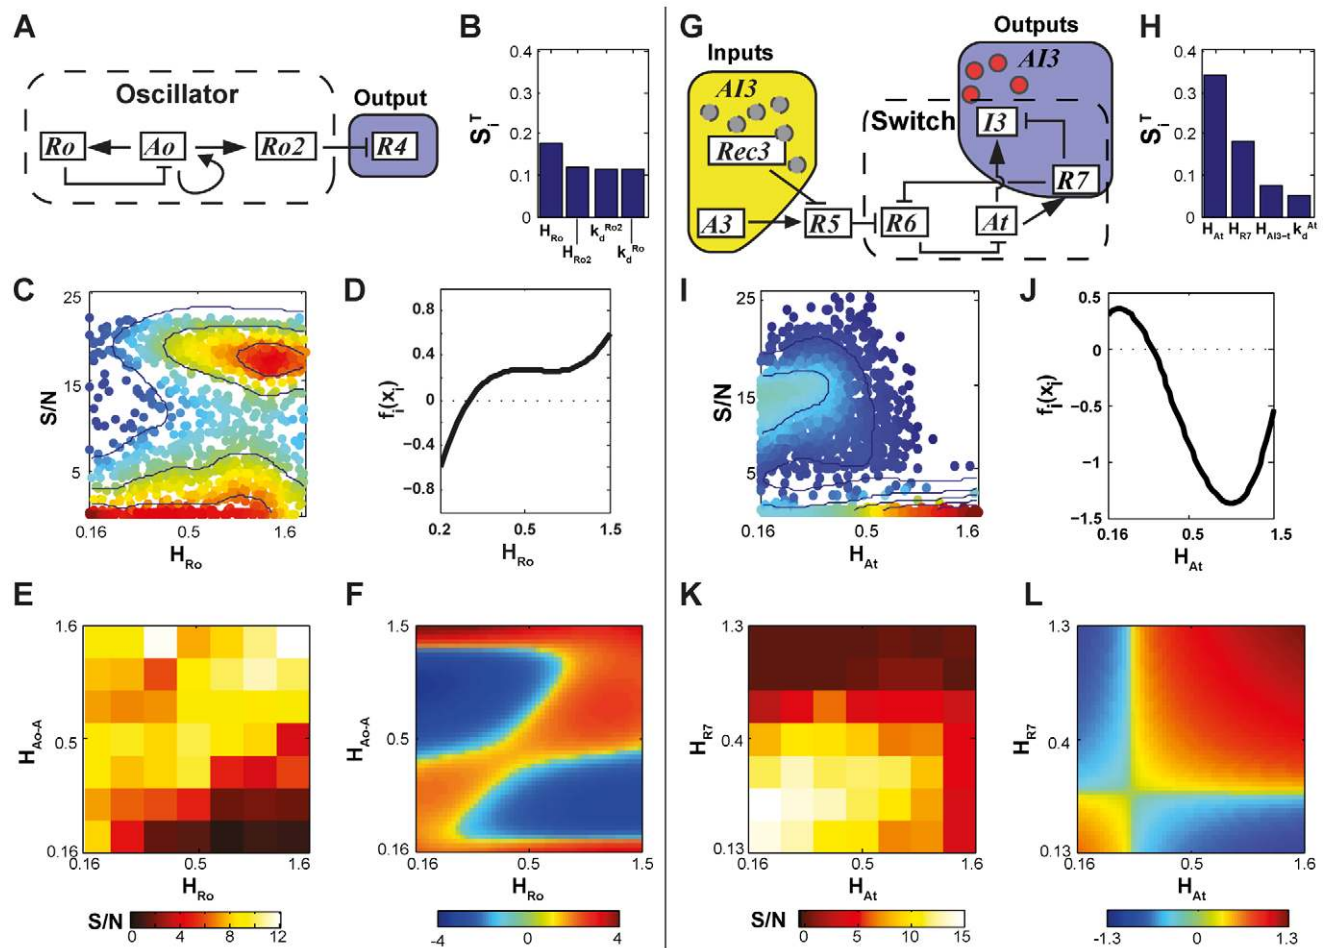 A
Oscillator
Ro
Ao
Ro2
Output
R4
B
S_i^T
0.4
0.3
0.2
0.1
0
H_Ro
H_Ro2
k_d^Ro2
k_d^Ro
C
S/N
25
15
5
0.16
0.5
1.6
H_Ro
D
f_i(x_i)
0.8
0.4
0
−0.4
−0.8
0.2
0.5
1.5
H_Ro
E
H_Ao-A
1.6
0.5
0.16
0.16
0.5
1.6
H_Ro
S/N
0
4
8
12
F
H_Ao-A
1.5
0.5
0.16
0.16
0.5
1.5
H_Ro
-4
0
4
G
Inputs
AI3
Rec3
A3
R5
Switch
R6
At
I3
R7
Outputs
AI3
H
S_i^T
0.4
0.3
0.2
0.1
0
H_At
H_R7
H_AI3−t
k_d^At
I
S/N
25
15
5
0.16
0.5
1.6
H_At
J
f_i(x_i)
0.5
0
−0.5
−1
−1.5
0.16
0.5
1.5
H_At
K
H_R7
1.3
0.4
0.13
0.16
0.5
1.6
H_At
S/N
0
5
10
15
L
H_R7
1.3
0.4
0.13
0.16
0.5
1.6
H_At
-1.3
0
1.3